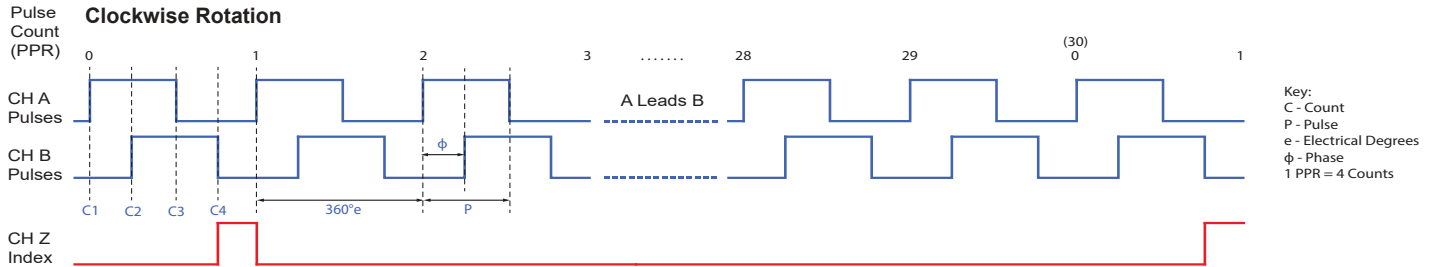 Pulse
Count
(PPR)
Clockwise Rotation
0 1 2 3 ....... 28 29 (30) 0 1
CH A
Pulses
A Leads B
CH B
Pulses
ϕ
C1 C2 C3 C4 360°e P
CH Z
Index
Key:
C - Count
P - Pulse
e - Electrical Degrees
ϕ - Phase
1 PPR = 4 Counts